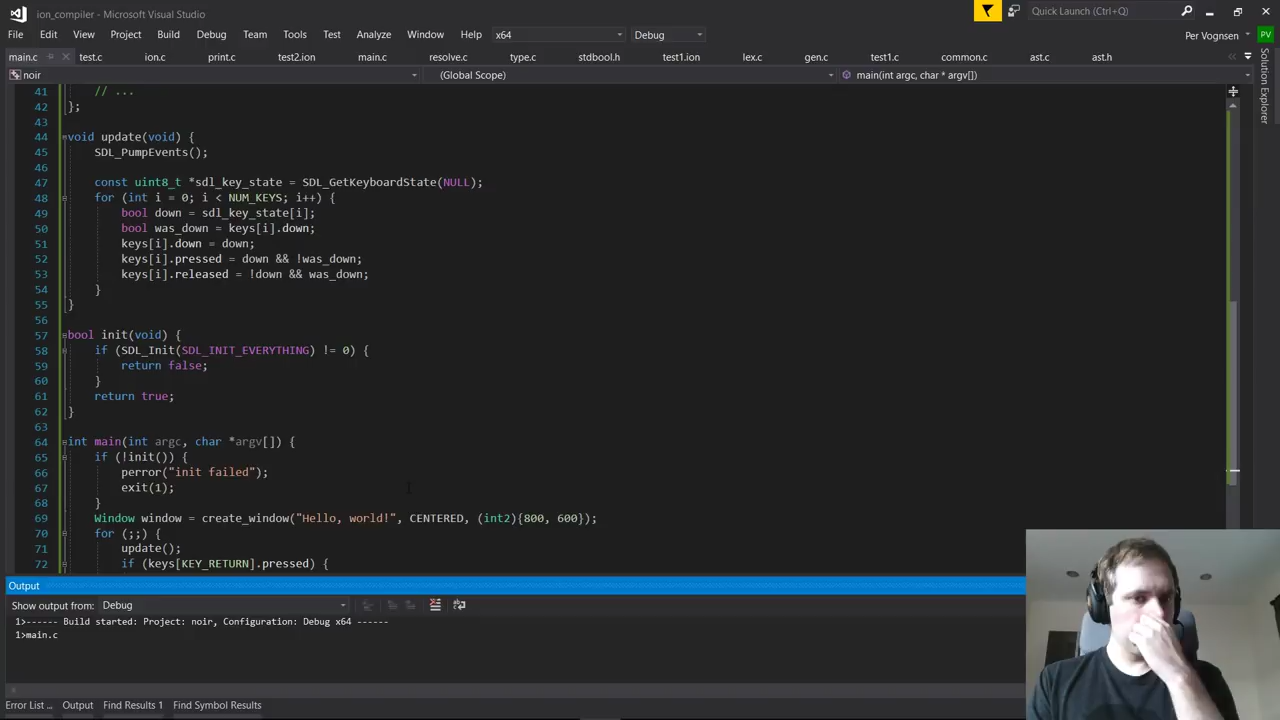 ion_compiler - Microsoft Visual Studio
Quick Launch (Ctrl+Q)
File Edit View Project Build Debug Team Tools Test Analyze Window Help x64 Debug Per Vognsen PV
main.c test.c ion.c print.c test2.ion main.c resolve.c type.c stdbool.h test1.ion lex.c gen.c test1.c common.c ast.c ast.h
noir (Global Scope) main(int argc, char * argv[])
Solution Explorer
41 // ...
42 };
43
44 void update(void) {
45 SDL_PumpEvents();
46
47 const uint8_t *sdl_key_state = SDL_GetKeyboardState(NULL);
48 for (int i = 0; i < NUM_KEYS; i++) {
49 bool down = sdl_key_state[i];
50 bool was_down = keys[i].down;
51 keys[i].down = down;
52 keys[i].pressed = down && !was_down;
53 keys[i].released = !down && was_down;
54 }
55 }
56
57 bool init(void) {
58 if (SDL_Init(SDL_INIT_EVERYTHING) != 0) {
59 return false;
60 }
61 return true;
62 }
63
64 int main(int argc, char *argv[]) {
65 if (!init()) {
66 perror("init failed");
67 exit(1);
68 }
69 Window window = create_window("Hello, world!", CENTERED, (int2){800, 600});
70 for (;;) {
71 update();
72 if (keys[KEY_RETURN].pressed) {
Output
Show output from: Debug
1>------ Build started: Project: noir, Configuration: Debug x64 ------
1>main.c
Error List ... Output Find Results 1 Find Symbol Results